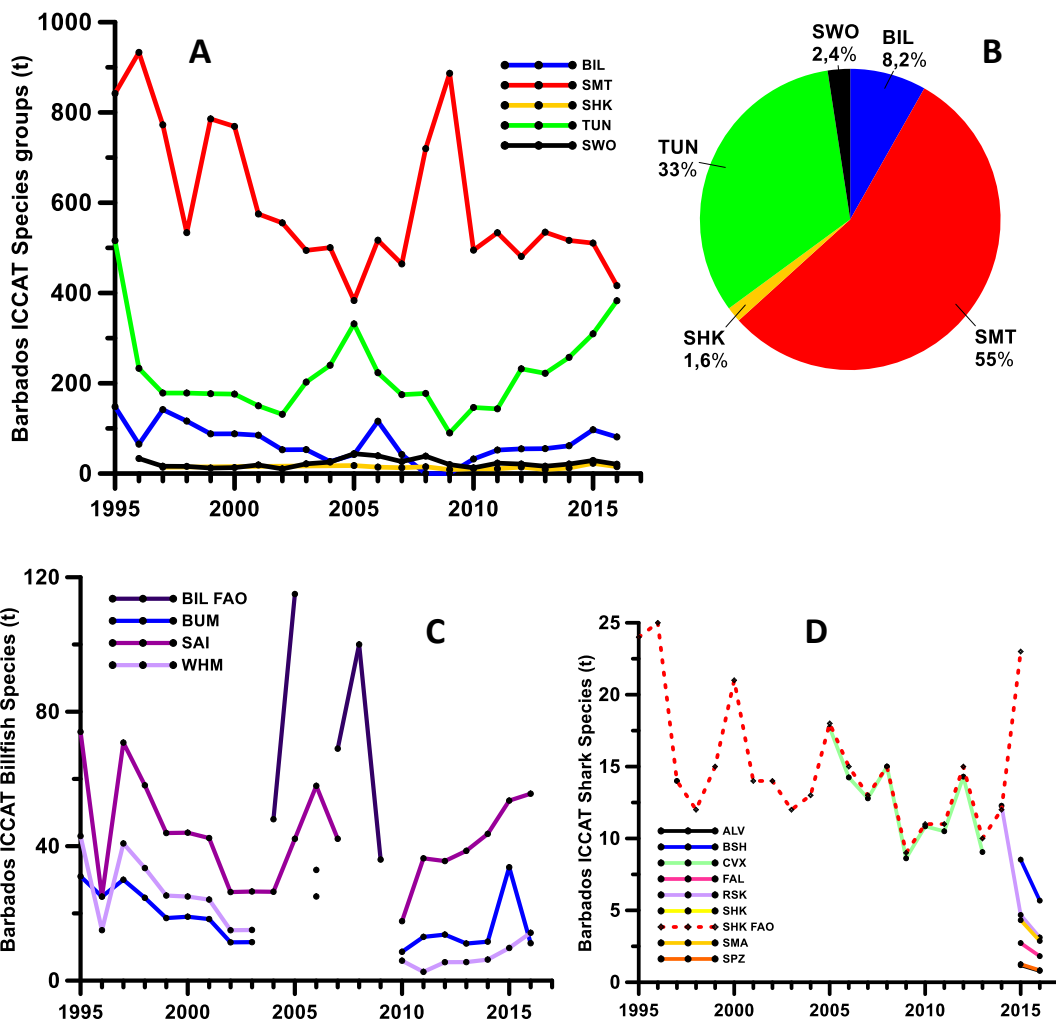 A
Barbados ICCAT Species groups (t)
1000
800
600
400
200
0
1995
2000
2005
2010
2015
BIL
SMT
SHK
TUN
SWO
B
SWO
2,4%
BIL
8,2%
TUN
33%
SHK
1,6%
SMT
55%
C
Barbados ICCAT Billfish Species (t)
120
80
40
0
1995
2000
2005
2010
2015
BIL FAO
BUM
SAI
WHM
D
Barbados ICCAT Shark Species (t)
25
20
15
10
5
0
1995
2000
2005
2010
2015
ALV
BSH
CVX
FAL
RSK
SHK
SHK FAO
SMA
SPZ